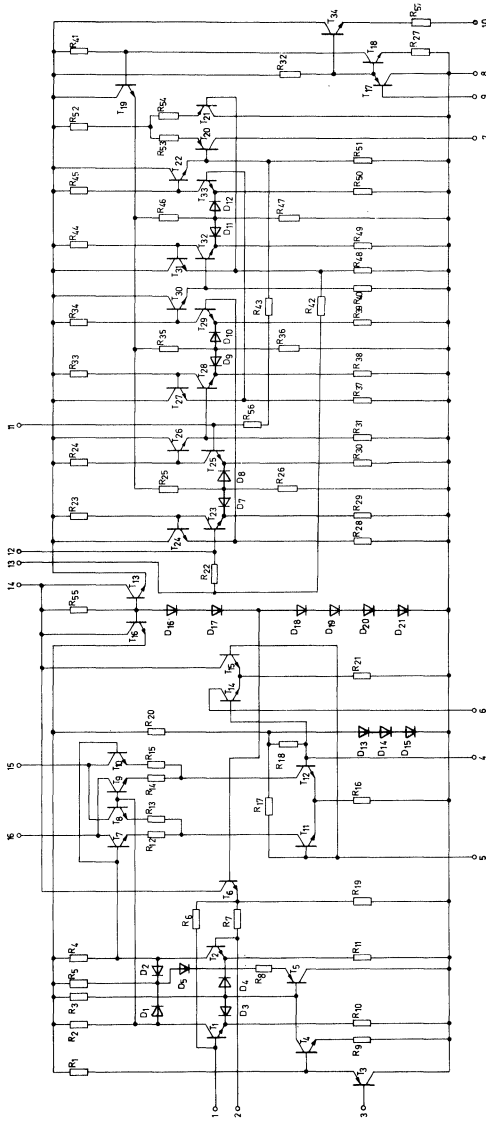 16
15
14
13
12
11
R1
R2
R3
R5
R4
R6
R7
T6
T7
T8
T9
T10
R12
R13
R14
R15
R20
R55
T16
T13
T24
R23
R24
T26
R25
T27
R33
R34
T30
R35
T31
R44
R45
T22
R46
R52
R53
R54
T20
T21
T19
R41
R32
T34
R57
T18
T17
R27
D1
D2
D5
D3
D4
T1
T2
R8
T5
T4
R9
R10
R11
R19
T3
T11
T12
R17
R18
R16
T14
T15
R21
D13
D14
D15
D16
D17
D18
D19
D20
D21
R22
T23
T25
D7
D8
R26
R28
R29
R30
R31
R56
T28
T29
D9
D10
R36
R37
R38
R39
R40
R43
R42
T32
T33
D11
D12
R47
R48
R49
R50
R51
1
2
3
5
4
6
7
9
8
10